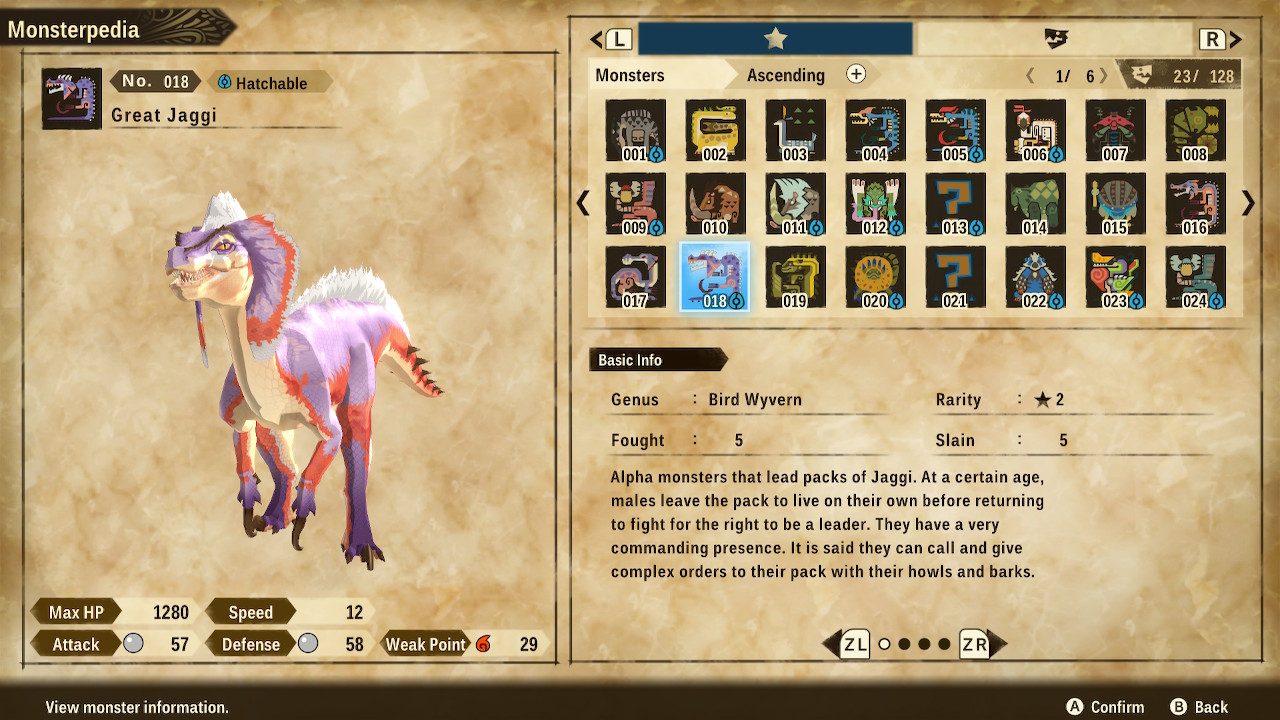 Monsterpedia
No. 018
Hatchable
Great Jaggi
L
R
Monsters
Ascending
1/ 6
23/ 128
001 002 003 004 005 006 007 008
009 010 011 012 013 014 015 016
017 018 019 020 021 022 023 024
Basic Info
Genus : Bird Wyvern
Rarity : ★ 2
Fought : 5
Slain : 5
Alpha monsters that lead packs of Jaggi. At a certain age,
males leave the pack to live on their own before returning
to fight for the right to be a leader. They have a very
commanding presence. It is said they can call and give
complex orders to their pack with their howls and barks.
Max HP 1280
Speed 12
Attack 57
Defense 58
Weak Point 29
ZL
ZR
View monster information.
A Confirm
B Back